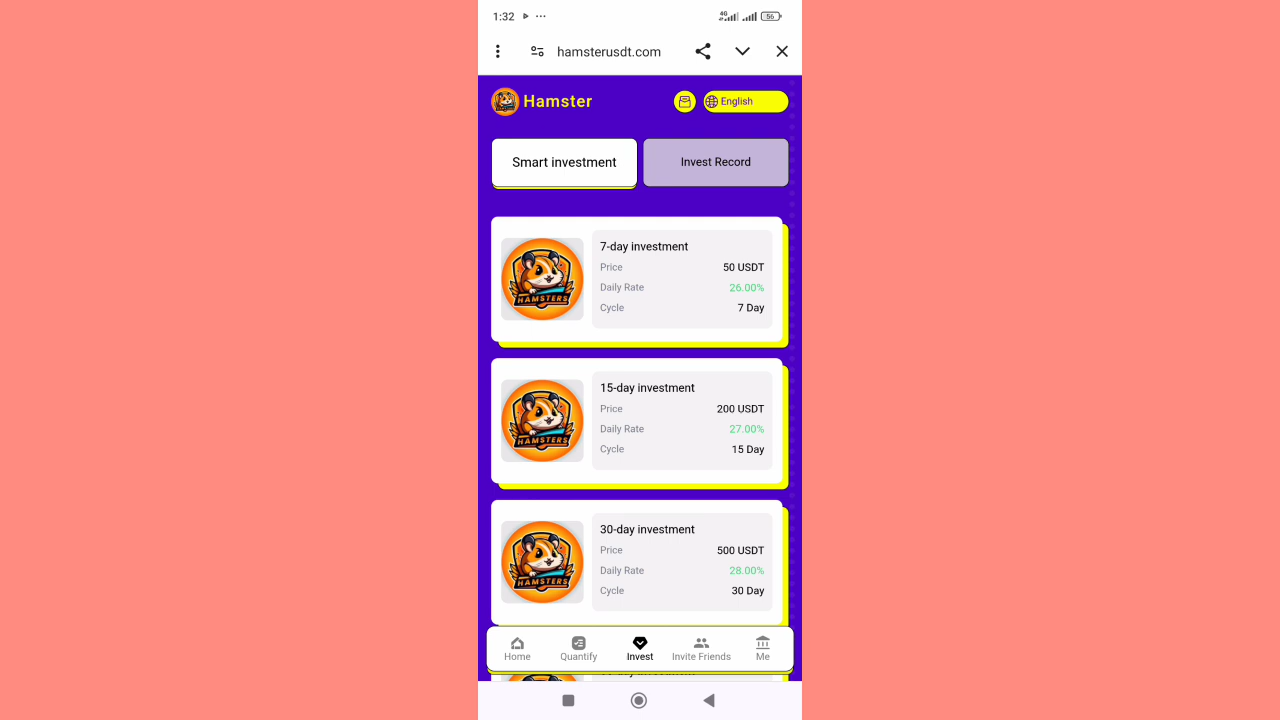 1:32
4G
56
hamsterusdt.com
Hamster
English
Smart investment
Invest Record
7-day investment
Price 50 USDT
Daily Rate 26.00%
Cycle 7 Day
HAMSTERS
15-day investment
Price 200 USDT
Daily Rate 27.00%
Cycle 15 Day
HAMSTERS
30-day investment
Price 500 USDT
Daily Rate 28.00%
Cycle 30 Day
HAMSTERS
Home
Quantify
Invest
Invite Friends
Me